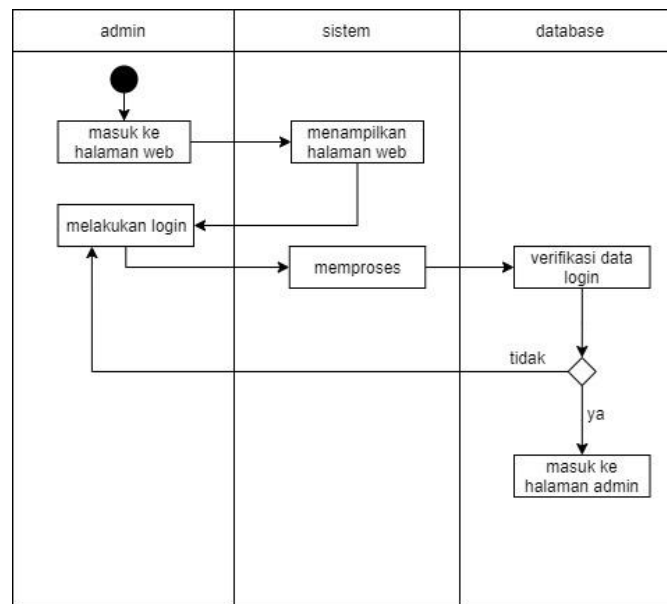 admin
sistem
database
masuk ke
halaman web
menampilkan
halaman web
melakukan login
memproses
verifikasi data
login
tidak
ya
masuk ke
halaman admin